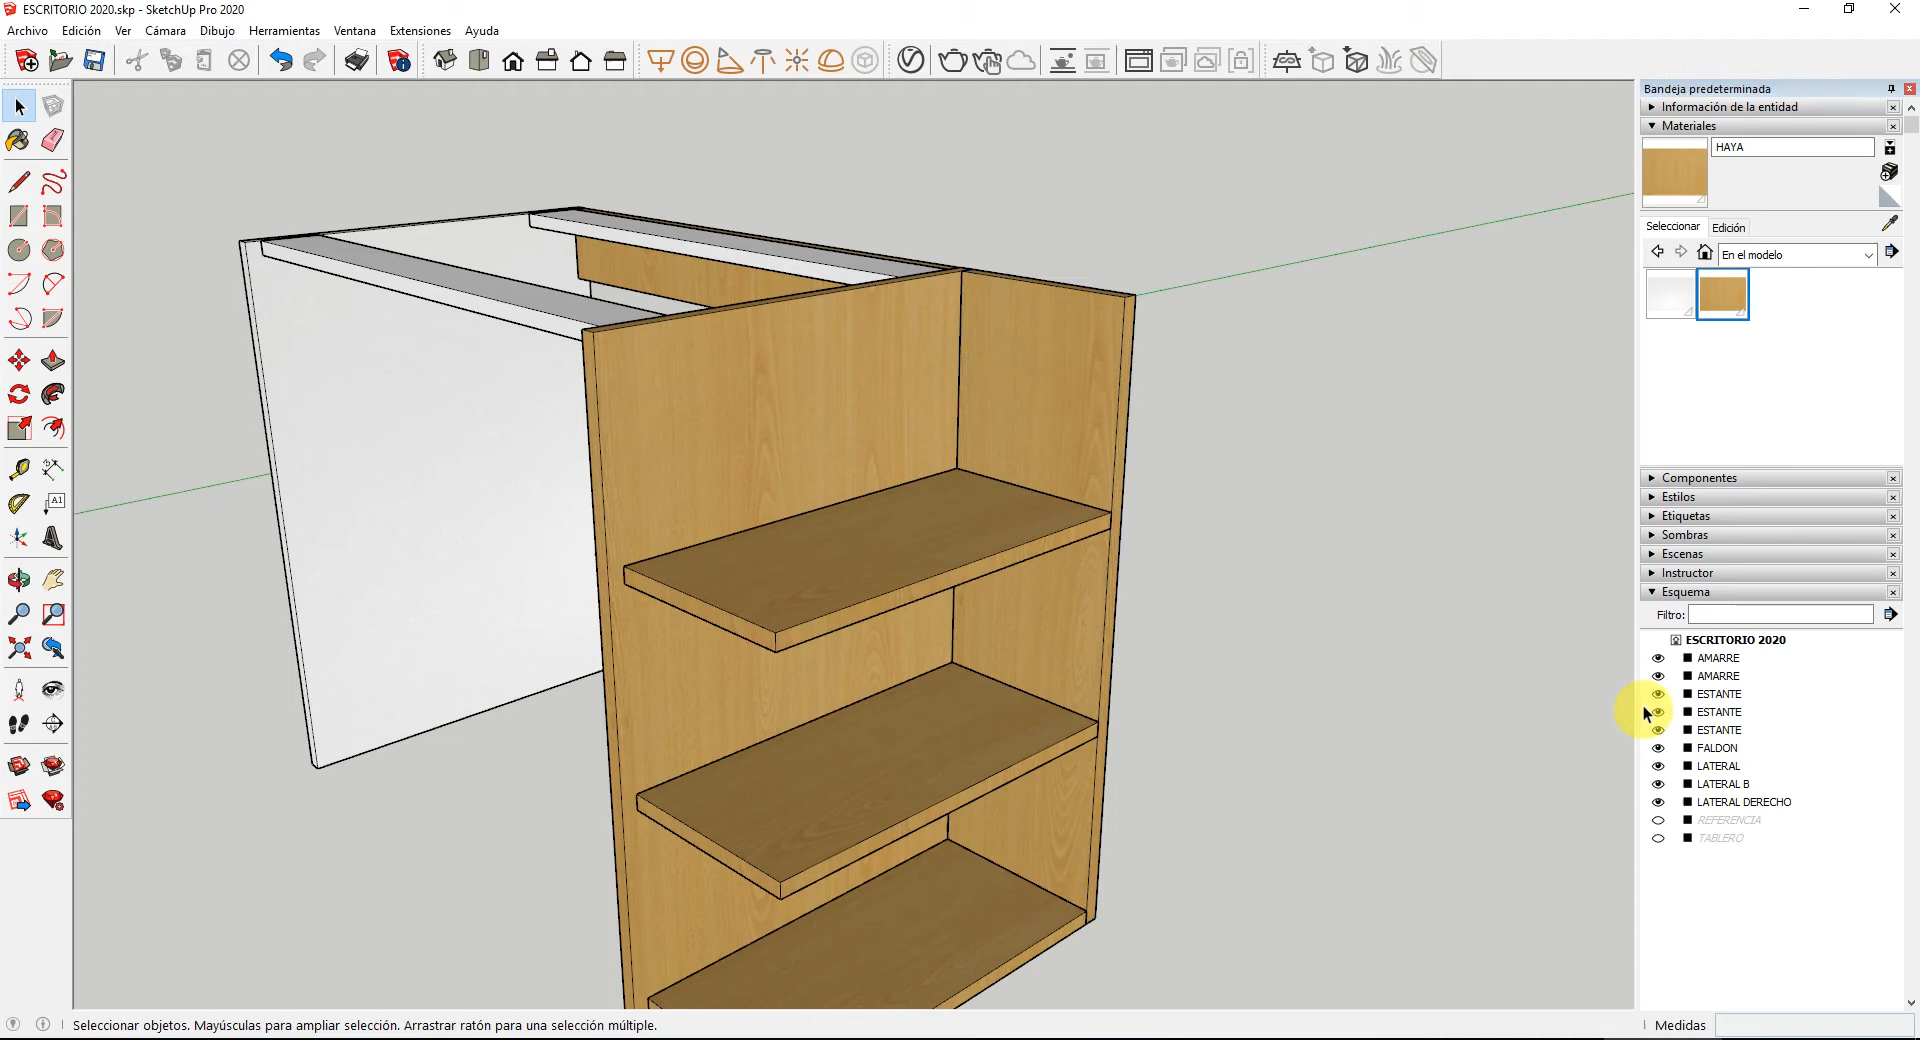 ESCRITORIO 2020.skp - SketchUp Pro 2020
Archivo Edición Ver Cámara Dibujo Herramientas Ventana Extensiones Ayuda
Bandeja predeterminada
Información de la entidad
Materiales
HAYA
Seleccionar Edición
En el modelo
Componentes
Estilos
Etiquetas
Sombras
Escenas
Instructor
Esquema
Filtro:
ESCRITORIO 2020
AMARRE
AMARRE
ESTANTE
ESTANTE
ESTANTE
FALDON
LATERAL
LATERAL B
LATERAL DERECHO
REFERENCIA
TABLERO
A1
Seleccionar objetos. Mayúsculas para ampliar selección. Arrastrar ratón para una selección múltiple.
Medidas